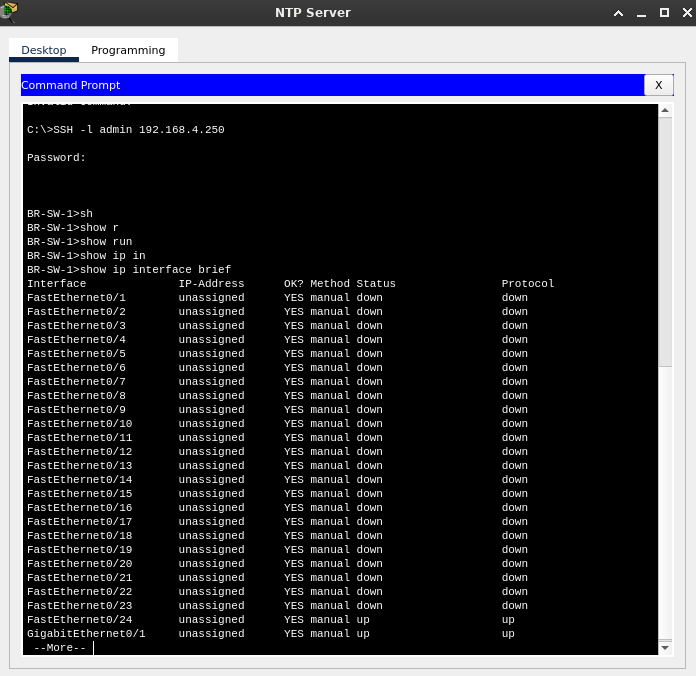 NTP Server
Desktop Programming
Command Prompt X
C:\>SSH -l admin 192.168.4.250
Password:
BR-SW-1>sh
BR-SW-1>show r
BR-SW-1>show run
BR-SW-1>show ip in
BR-SW-1>show ip interface brief
Interface IP-Address OK? Method Status Protocol
FastEthernet0/1 unassigned YES manual down down
FastEthernet0/2 unassigned YES manual down down
FastEthernet0/3 unassigned YES manual down down
FastEthernet0/4 unassigned YES manual down down
FastEthernet0/5 unassigned YES manual down down
FastEthernet0/6 unassigned YES manual down down
FastEthernet0/7 unassigned YES manual down down
FastEthernet0/8 unassigned YES manual down down
FastEthernet0/9 unassigned YES manual down down
FastEthernet0/10 unassigned YES manual down down
FastEthernet0/11 unassigned YES manual down down
FastEthernet0/12 unassigned YES manual down down
FastEthernet0/13 unassigned YES manual down down
FastEthernet0/14 unassigned YES manual down down
FastEthernet0/15 unassigned YES manual down down
FastEthernet0/16 unassigned YES manual down down
FastEthernet0/17 unassigned YES manual down down
FastEthernet0/18 unassigned YES manual down down
FastEthernet0/19 unassigned YES manual down down
FastEthernet0/20 unassigned YES manual down down
FastEthernet0/21 unassigned YES manual down down
FastEthernet0/22 unassigned YES manual down down
FastEthernet0/23 unassigned YES manual down down
FastEthernet0/24 unassigned YES manual up up
GigabitEthernet0/1 unassigned YES manual up up
--More--